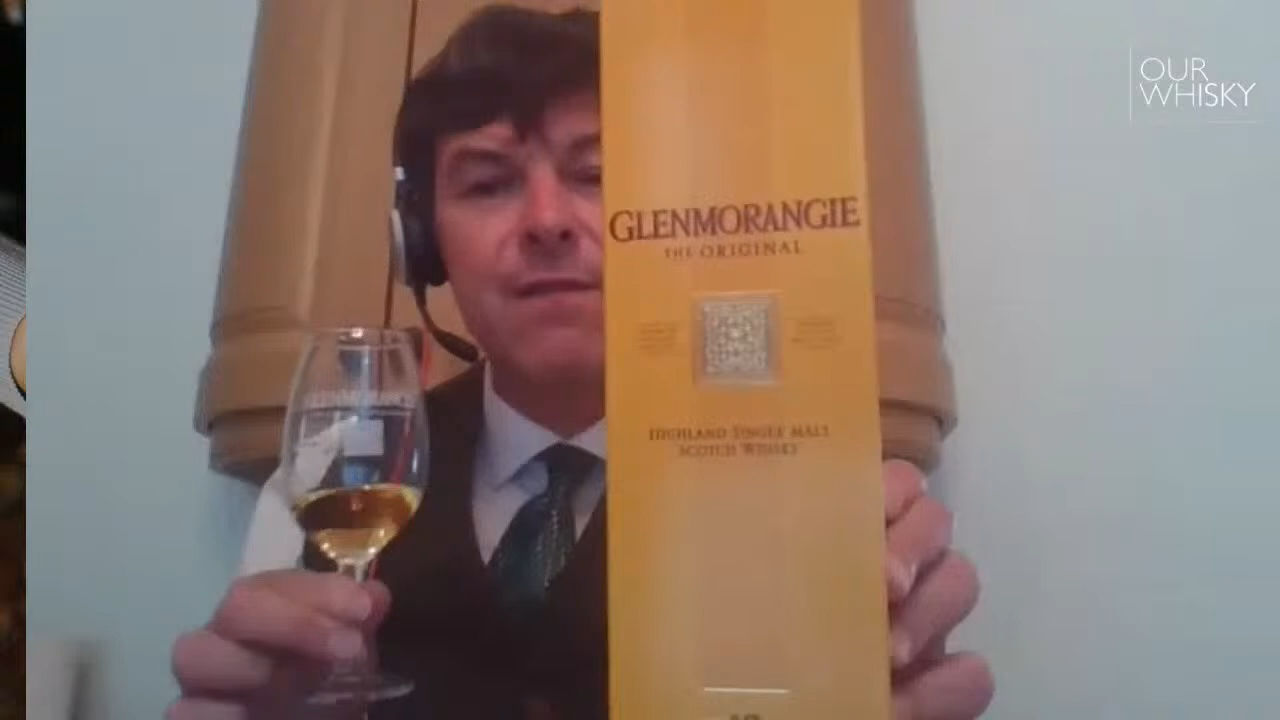 OUR
WHISKY
GLENMORANGIE
THE ORIGINAL
HIGHLAND SINGLE MALT
SCOTCH WHISKY